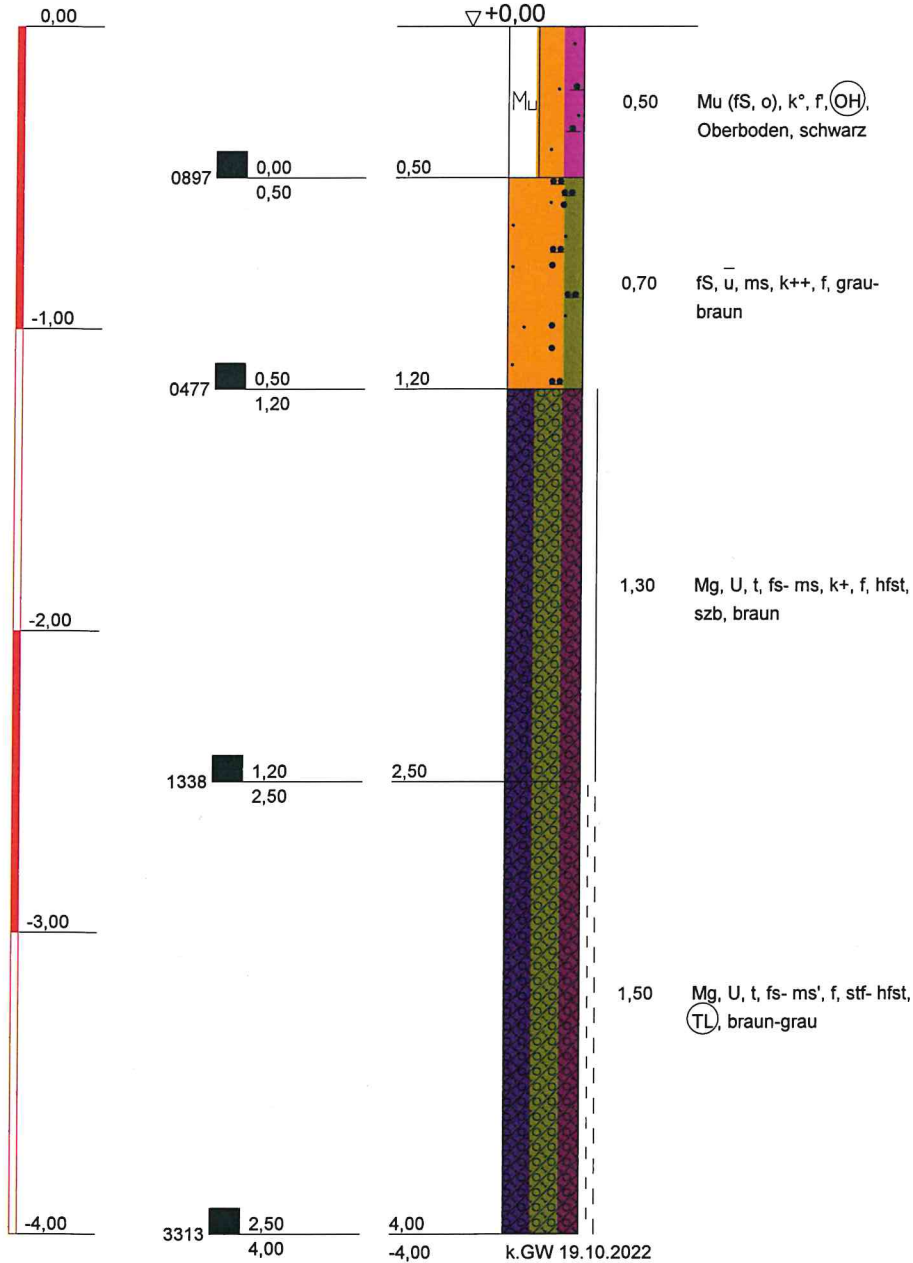 0,00
▽ +0,00
Mu
0,50 Mu (fS, o), k°, f', OH,
Oberboden, schwarz
0897 0,00 0,50
0,50
0,70 fS, u̅, ms, k++, f, grau-
braun
-1,00
0477 0,50 1,20
1,20
1,30 Mg, U, t, fs- ms, k+, f, hfst,
szb, braun
-2,00
1338 1,20 2,50
2,50
-3,00
1,50 Mg, U, t, fs- ms', f, stf- hfst,
TL, braun-grau
-4,00 3313 2,50 4,00
4,00 -4,00 k.GW 19.10.2022